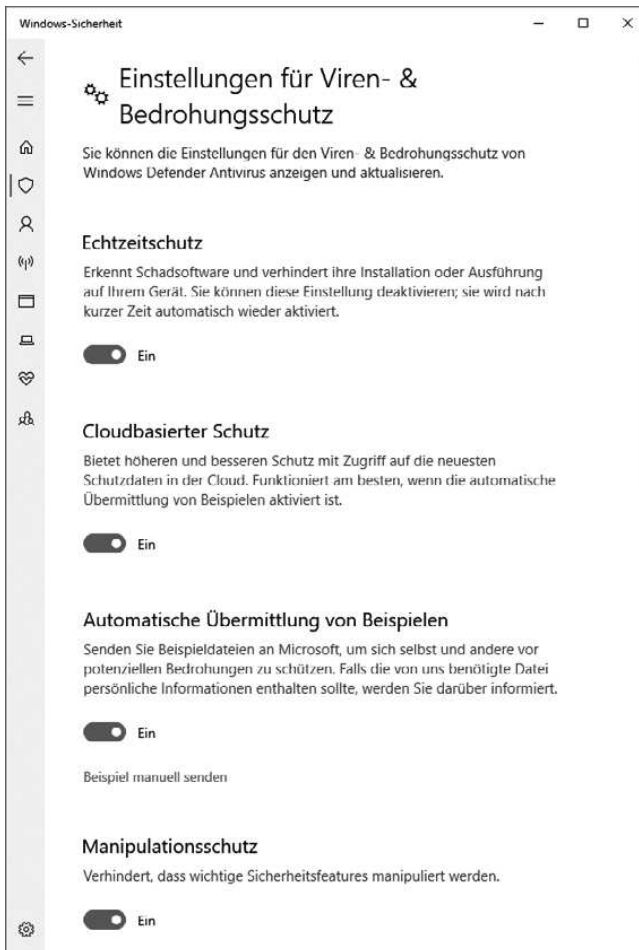 Windows-Sicherheit
Einstellungen für Viren- &
Bedrohungsschutz
Sie können die Einstellungen für den Viren- & Bedrohungsschutz von
Windows Defender Antivirus anzeigen und aktualisieren.
Echtzeitschutz
Erkennt Schadsoftware und verhindert ihre Installation oder Ausführung
auf Ihrem Gerät. Sie können diese Einstellung deaktivieren; sie wird nach
kurzer Zeit automatisch wieder aktiviert.
Ein
Cloudbasierter Schutz
Bietet höheren und besseren Schutz mit Zugriff auf die neuesten
Schutzdaten in der Cloud. Funktioniert am besten, wenn die automatische
Übermittlung von Beispielen aktiviert ist.
Ein
Automatische Übermittlung von Beispielen
Senden Sie Beispieldateien an Microsoft, um sich selbst und andere vor
potenziellen Bedrohungen zu schützen. Falls die von uns benötigte Datei
persönliche Informationen enthalten sollte, werden Sie darüber informiert.
Ein
Beispiel manuell senden
Manipulationsschutz
Verhindert, dass wichtige Sicherheitsfeatures manipuliert werden.
Ein